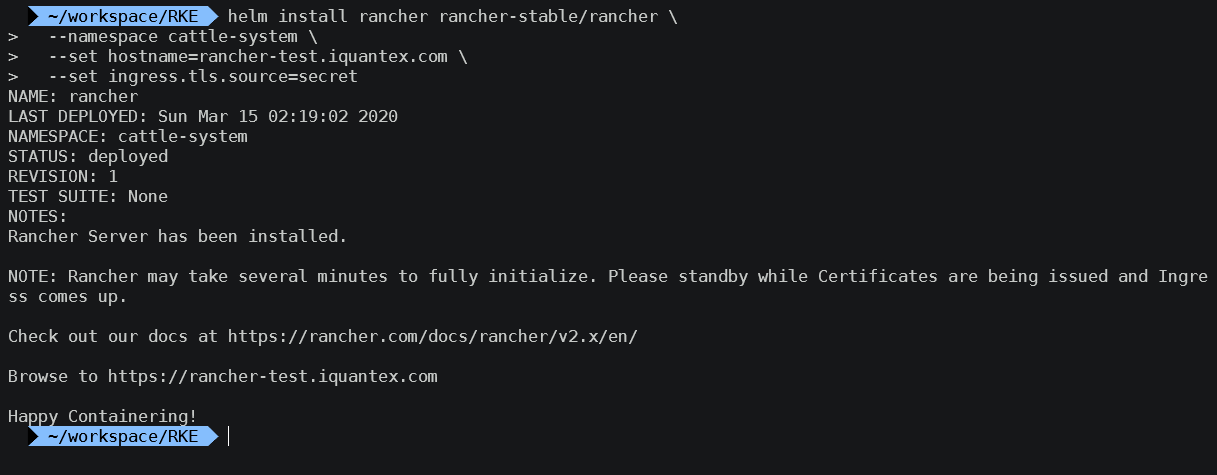 ~/workspace/RKE helm install rancher rancher-stable/rancher \
>   --namespace cattle-system \
>   --set hostname=rancher-test.iquantex.com \
>   --set ingress.tls.source=secret
NAME: rancher
LAST DEPLOYED: Sun Mar 15 02:19:02 2020
NAMESPACE: cattle-system
STATUS: deployed
REVISION: 1
TEST SUITE: None
NOTES:
Rancher Server has been installed.

NOTE: Rancher may take several minutes to fully initialize. Please standby while Certificates are being issued and Ingre
ss comes up.

Check out our docs at https://rancher.com/docs/rancher/v2.x/en/

Browse to https://rancher-test.iquantex.com

Happy Containering!
~/workspace/RKE